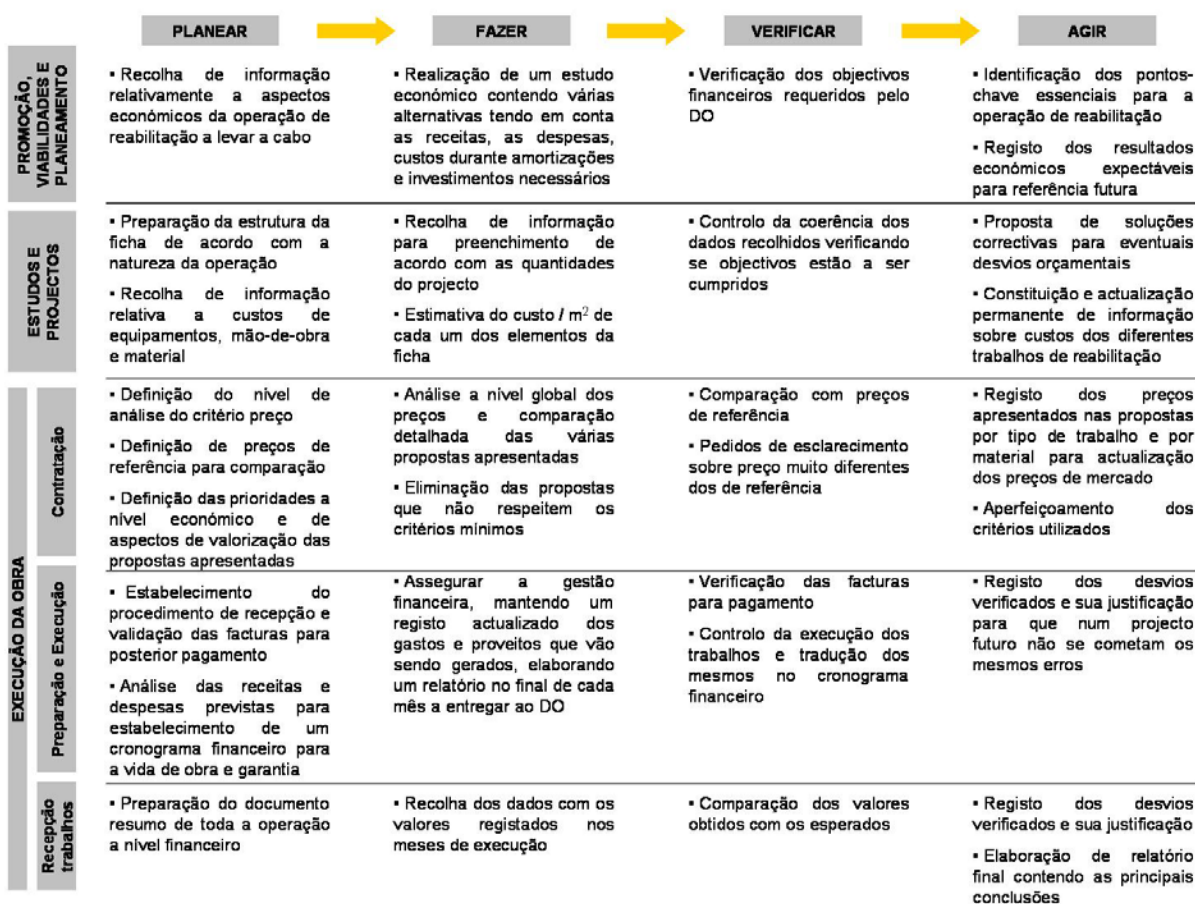 PLANEAR
FAZER
VERIFICAR
AGIR
PROMOÇÃO,
VIABILIDADES E
PLANEAMENTO
▪ Recolha de informação
relativamente a aspectos
económicos da operação de
reabilitação a levar a cabo
▪ Realização de um estudo
económico contendo várias
alternativas tendo em conta
as receitas, as despesas,
custos durante amortizações
e investimentos necessários
▪ Verificação dos objectivos
financeiros requeridos pelo
DO
▪ Identificação dos pontos-
chave essenciais para a
operação de reabilitação
▪ Registo dos resultados
económicos expectáveis
para referência futura
ESTUDOS E
PROJECTOS
▪ Preparação da estrutura da
ficha de acordo com a
natureza da operação
▪ Recolha de informação
relativa a custos de
equipamentos, mão-de-obra
e material
▪ Recolha de informação
para preenchimento de
acordo com as quantidades
do projecto
▪ Estimativa do custo / m² de
cada um dos elementos da
ficha
▪ Controlo da coerência dos
dados recolhidos verificando
se objectivos estão a ser
cumpridos
▪ Proposta de soluções
correctivas para eventuais
desvios orçamentais
▪ Constituição e actualização
permanente de informação
sobre custos dos diferentes
trabalhos de reabilitação
EXECUÇÃO DA OBRA
Contratação
▪ Definição do nível de
análise do critério preço
▪ Definição de preços de
referência para comparação
▪ Definição das prioridades a
nível económico e de
aspectos de valorização das
propostas apresentadas
▪ Análise a nível global dos
preços e comparação
detalhada das várias
propostas apresentadas
▪ Eliminação das propostas
que não respeitem os
critérios mínimos
▪ Comparação com preços
de referência
▪ Pedidos de esclarecimento
sobre preço muito diferentes
dos de referência
▪ Registo dos preços
apresentados nas propostas
por tipo de trabalho e por
material para actualização
dos preços de mercado
▪ Aperfeiçoamento dos
critérios utilizados
Preparação e Execução
▪ Estabelecimento do
procedimento de recepção e
validação das facturas para
posterior pagamento
▪ Análise das receitas e
despesas previstas para
estabelecimento de um
cronograma financeiro para
a vida de obra e garantia
▪ Assegurar a gestão
financeira, mantendo um
registo actualizado dos
gastos e proveitos que vão
sendo gerados, elaborando
um relatório no final de cada
mês a entregar ao DO
▪ Verificação das facturas
para pagamento
▪ Controlo da execução dos
trabalhos e tradução dos
mesmos no cronograma
financeiro
▪ Registo dos desvios
verificados e sua justificação
para que num projecto
futuro não se cometam os
mesmos erros
Recepção
trabalhos
▪ Preparação do documento
resumo de toda a operação
a nível financeiro
▪ Recolha dos dados com os
valores registados nos
meses de execução
▪ Comparação dos valores
obtidos com os esperados
▪ Registo dos desvios
verificados e sua justificação
▪ Elaboração de relatório
final contendo as principais
conclusões